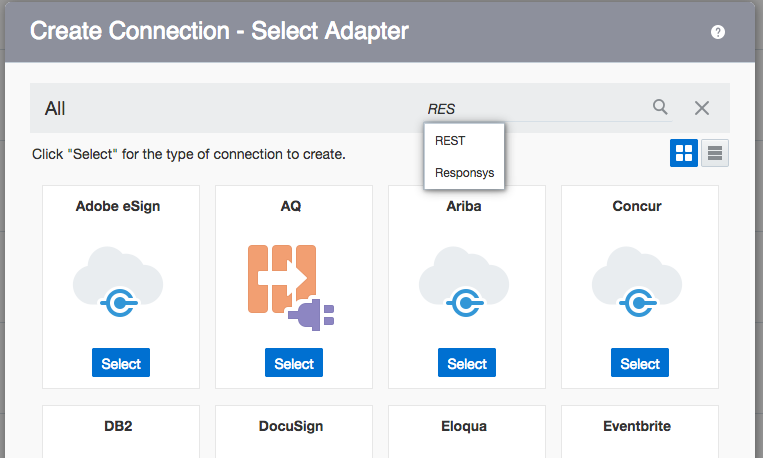 Create Connection - Select Adapter
?
All
RES
REST
Responsys
Click "Select" for the type of connection to create.
Adobe eSign
AQ
Ariba
Concur
Select
Select
Select
Select
DB2
DocuSign
Eloqua
Eventbrite